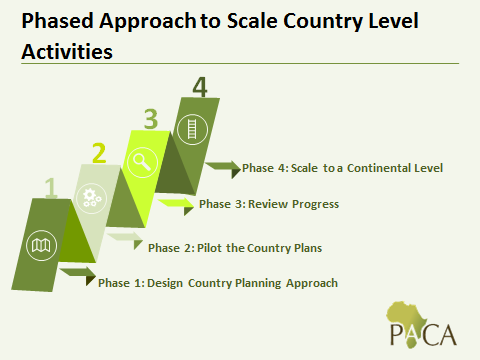 Phased Approach to Scale Country Level
Activities
4
3
2
1
Phase 4: Scale to a Continental Level
Phase 3: Review Progress
Phase 2: Pilot the Country Plans
Phase 1: Design Country Planning Approach
PACA